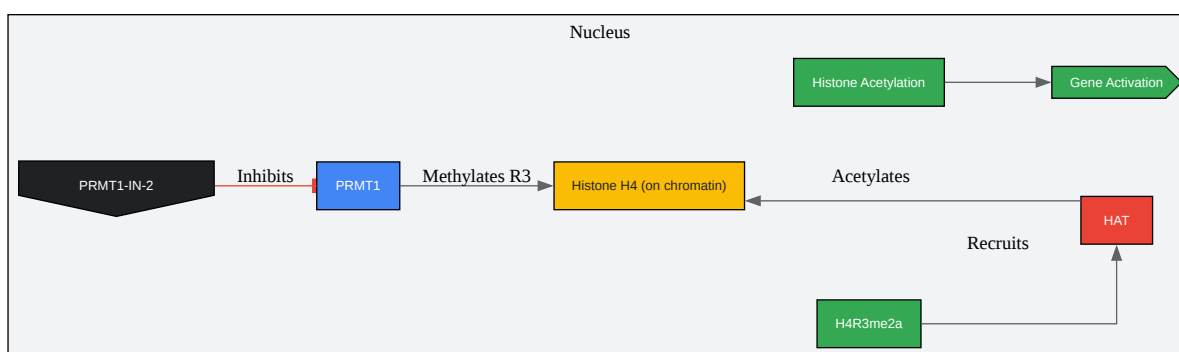 Nucleus
Histone Acetylation
Gene Activation
PRMT1-IN-2
Inhibits
PRMT1
Methylates R3
Histone H4 (on chromatin)
Acetylates
HAT
Recruits
H4R3me2a